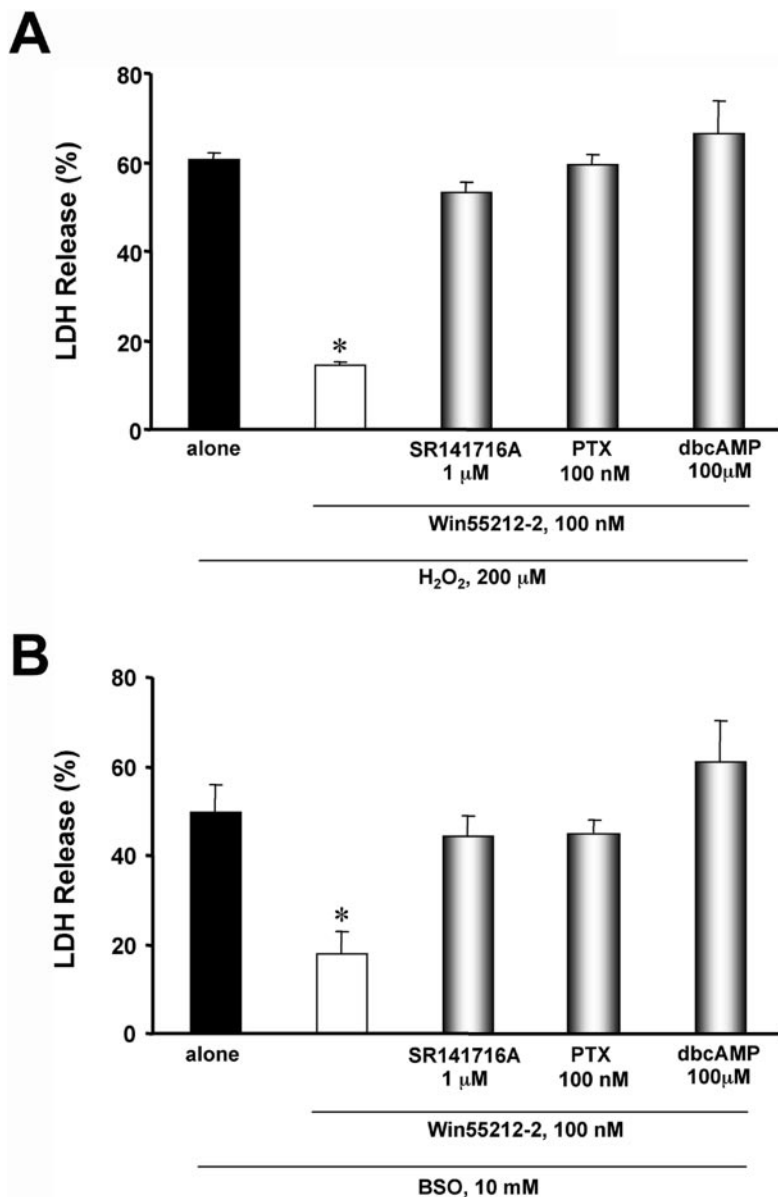 A
80
60
40
20
0
LDH Release (%)
*
alone
SR141716A PTX dbcAMP
1 μM 100 nM 100μM
Win55212-2, 100 nM
H₂O₂, 200 μM
B
80
60
40
20
0
LDH Release (%)
*
alone
SR141716A PTX dbcAMP
1 μM 100 nM 100μM
Win55212-2, 100 nM
BSO, 10 mM